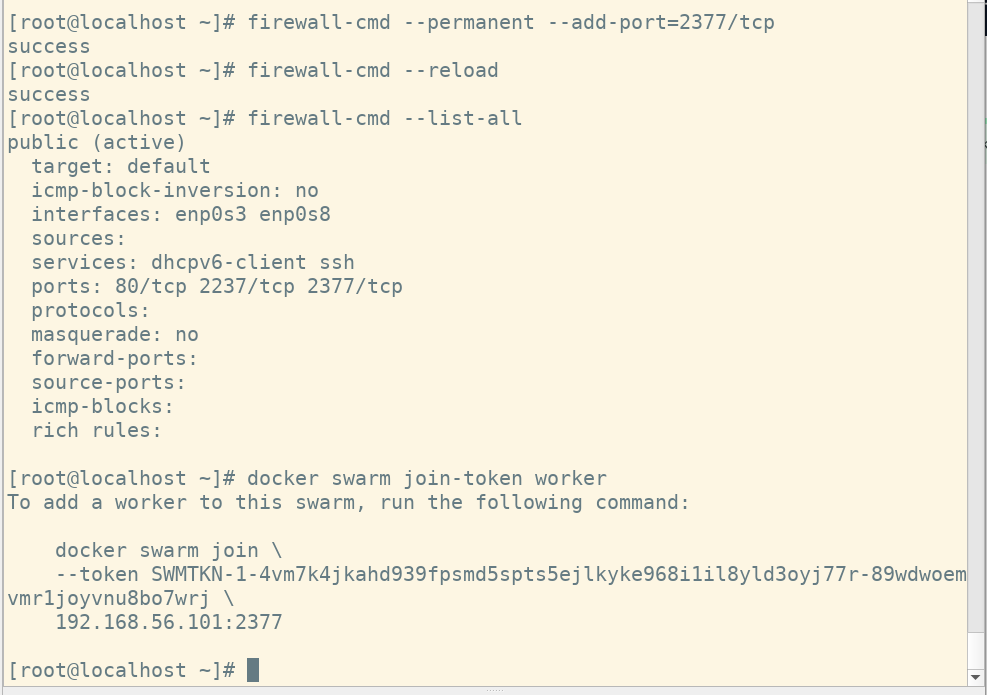 [root@localhost ~]# firewall-cmd --permanent --add-port=2377/tcp
success
[root@localhost ~]# firewall-cmd --reload
success
[root@localhost ~]# firewall-cmd --list-all
public (active)
  target: default
  icmp-block-inversion: no
  interfaces: enp0s3 enp0s8
  sources:
  services: dhcpv6-client ssh
  ports: 80/tcp 2237/tcp 2377/tcp
  protocols:
  masquerade: no
  forward-ports:
  source-ports:
  icmp-blocks:
  rich rules:

[root@localhost ~]# docker swarm join-token worker
To add a worker to this swarm, run the following command:

    docker swarm join \
    --token SWMTKN-1-4vm7k4jkahd939fpsmd5spts5ejlkyke968i1il8yld3oyj77r-89wdwoem
vmr1joyvnu8bo7wrj \
    192.168.56.101:2377

[root@localhost ~]#